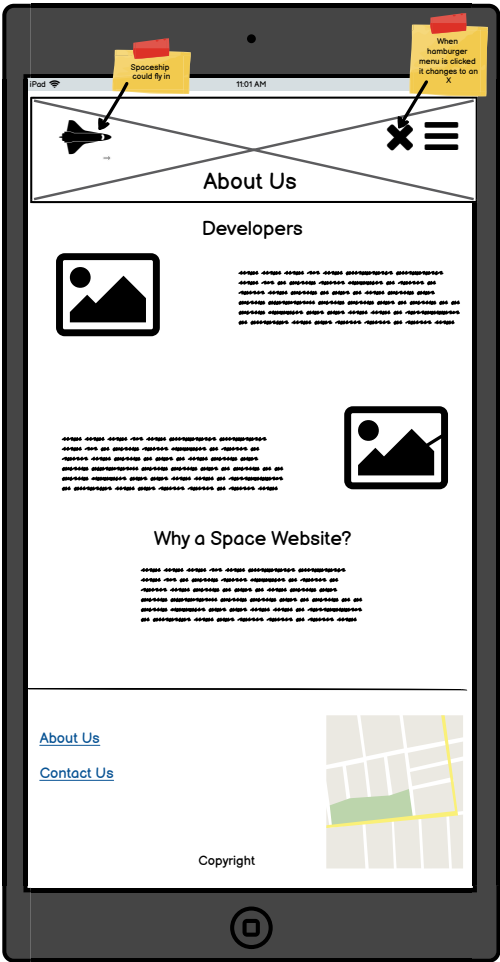 Spaceship
could fly in
When
hamburger
menu is clicked
it changes to an
X
iPad
11:01 AM
About Us
Developers
Why a Space Website?
About Us
Contact Us
Copyright